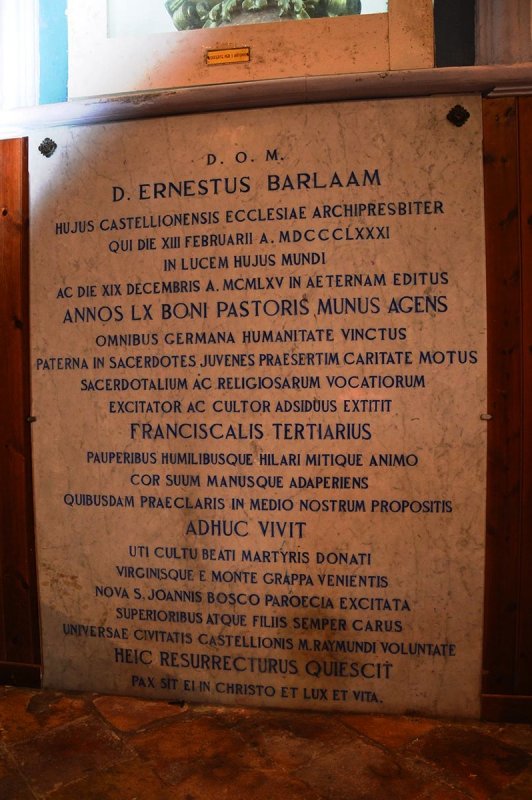 D. O. M.
D. ERNESTUS BARLAAM
HUJUS CASTELLIONENSIS ECCLESIAE ARCHIPRESBITER
QUI DIE XIII FEBRUARII A. MDCCCLXXXI
IN LUCEM HUJUS MUNDI
AC DIE XIX DECEMBRIS A. MCMLXV IN AETERNAM EDITUS
ANNOS LX BONI PASTORIS MUNUS AGENS
OMNIBUS GERMANA HUMANITATE VINCTUS
PATERNA IN SACERDOTES JUVENES PRAESERTIM CARITATE MOTUS
SACERDOTALIUM AC RELIGIOSARUM VOCATIORUM
EXCITATOR AC CULTOR ADSIDUUS EXTITIT
FRANCISCALIS TERTIARIUS
PAUPERIBUS HUMILIBUSQUE HILARI MITIQUE ANIMO
COR SUUM MANUSQUE ADAPERIENS
QUIBUSDAM PRAECLARIS IN MEDIO NOSTRUM PROPOSITIS
ADHUC VIVIT
UTI CULTU BEATI MARTYRIS DONATI
VIRGINISQUE E MONTE GRAPPA VENIENTIS
NOVA S. JOANNIS BOSCO PAROECIA EXCITATA
SUPERIORIBUS ATQUE FILIIS SEMPER CARUS
UNIVERSAE CIVITATIS CASTELLIONIS M. RAYMUNDI VOLUNTATE
HEIC RESURRECTURUS QUIESCIT
PAX SIT EI IN CHRISTO ET LUX ET VITA.